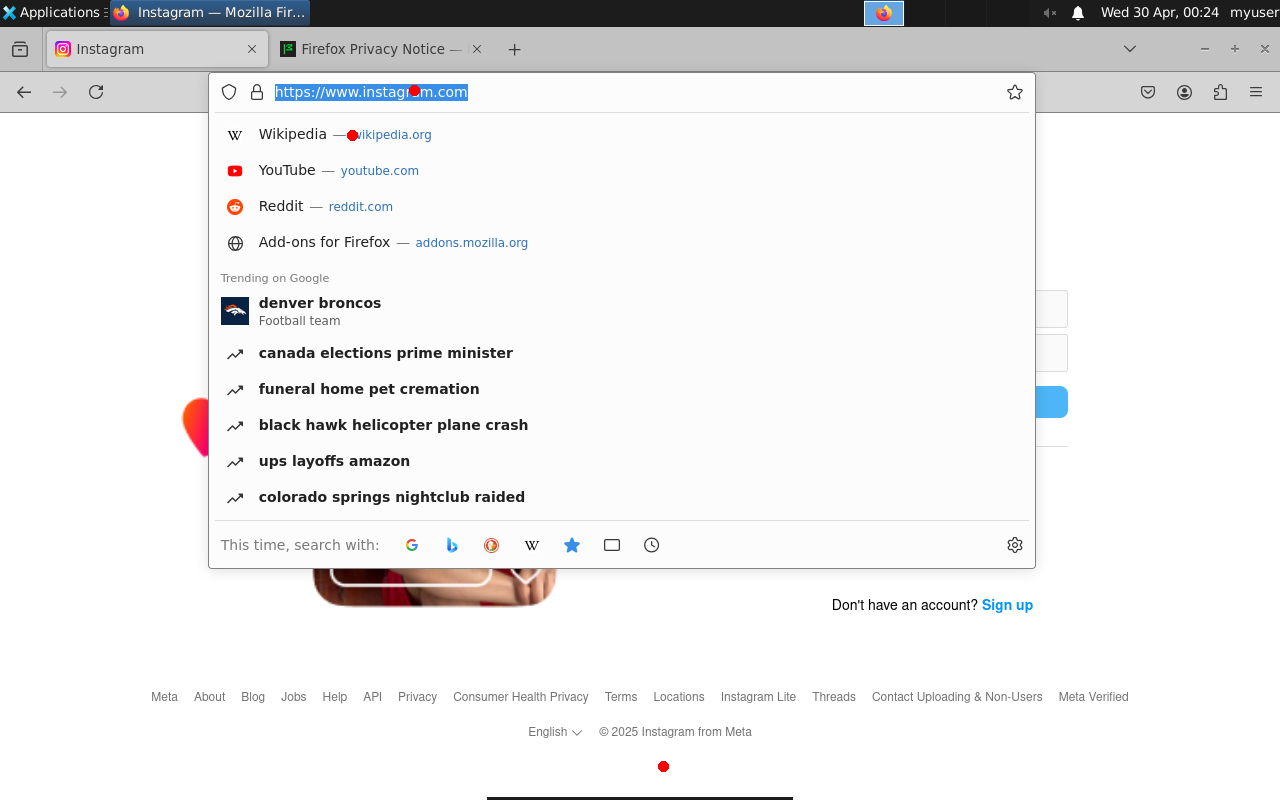 Applications
Instagram — Mozilla Fir...
Wed 30 Apr, 00:24
myuser
Instagram
Firefox Privacy Notice —
https://www.instagram.com
Wikipedia — wikipedia.org
YouTube — youtube.com
Reddit — reddit.com
Add-ons for Firefox — addons.mozilla.org
Trending on Google
denver broncos
Football team
canada elections prime minister
funeral home pet cremation
black hawk helicopter plane crash
ups layoffs amazon
colorado springs nightclub raided
This time, search with:
Don't have an account? Sign up
Meta About Blog Jobs Help API Privacy Consumer Health Privacy Terms Locations Instagram Lite Threads Contact Uploading & Non-Users Meta Verified
English © 2025 Instagram from Meta